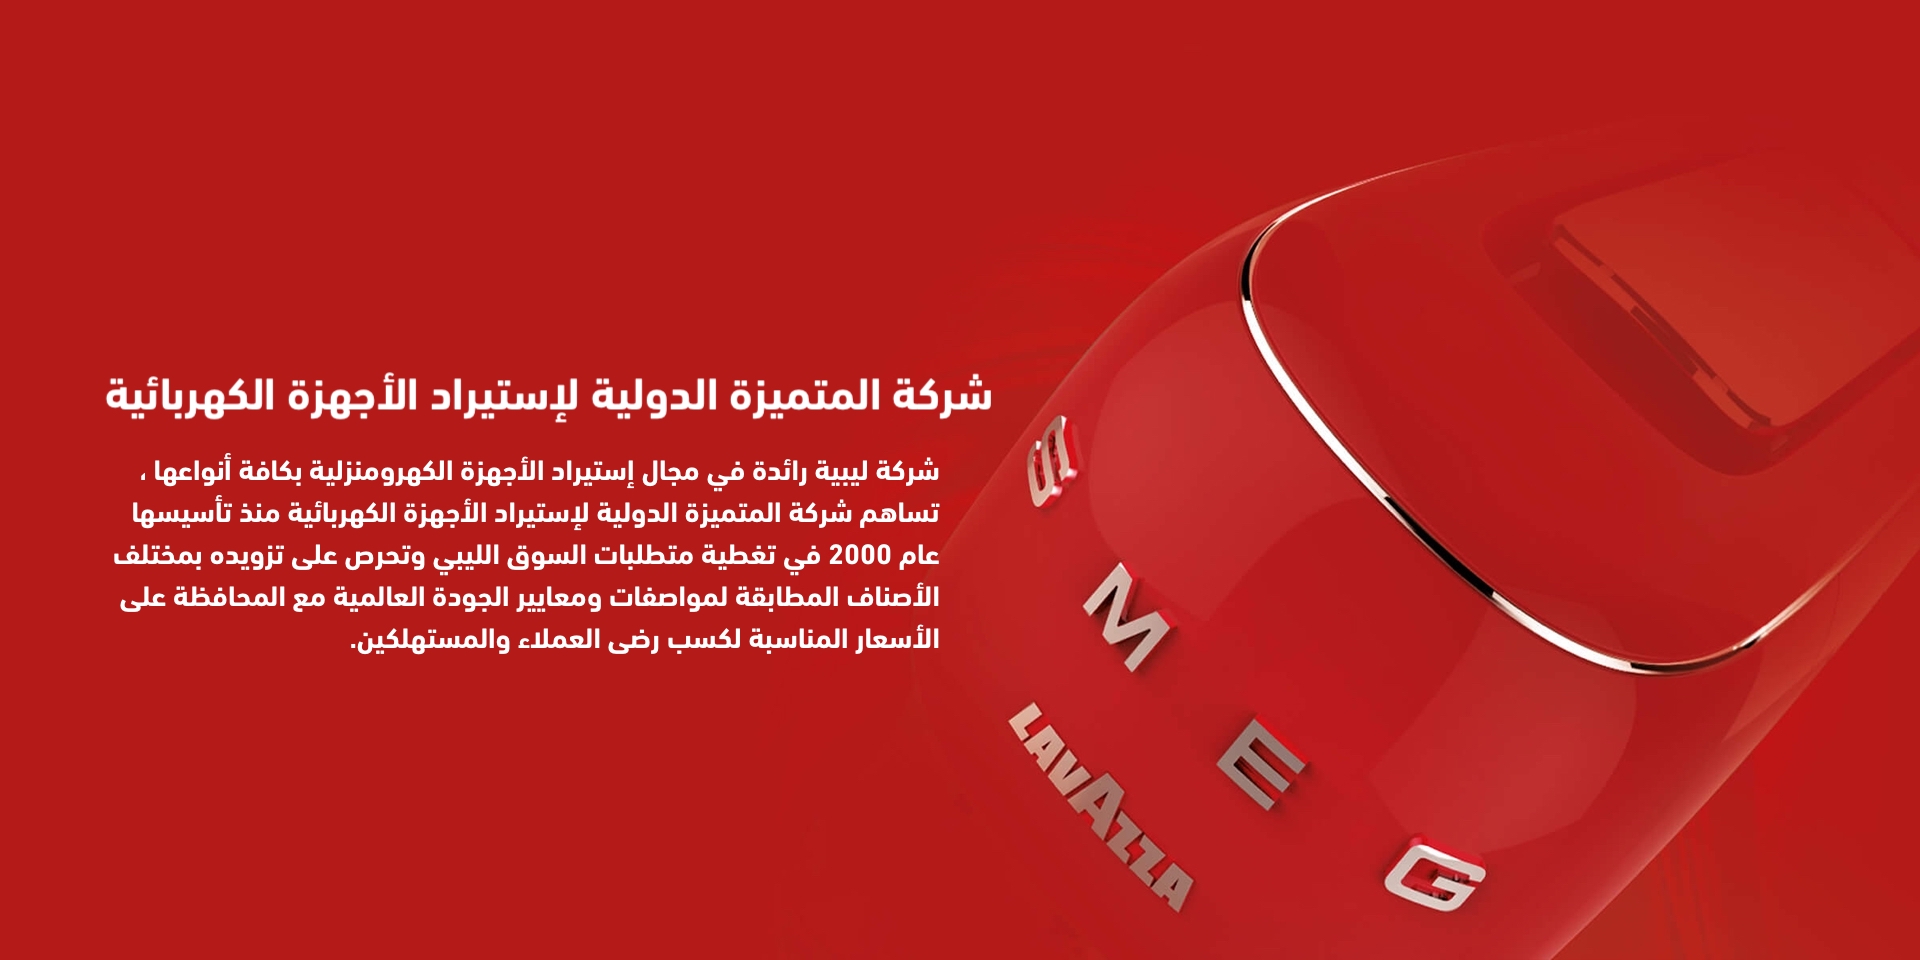 شركة المتميزة الدولية لإستيراد الأجهزة الكهربائية
شركة ليبية رائدة في مجال إستيراد الأجهزة الكهرومنزلية بكافة أنواعها ،
تساهم شركة المتميزة الدولية لإستيراد الأجهزة الكهربائية منذ تأسيسها
عام 2000 في تغطية متطلبات السوق الليبي وتحرص على تزويده بمختلف
الأصناف المطابقة لمواصفات ومعايير الجودة العالمية مع المحافظة على
الأسعار المناسبة لكسب رضى العملاء والمستهلكين.
SMEG
LAVAZZA